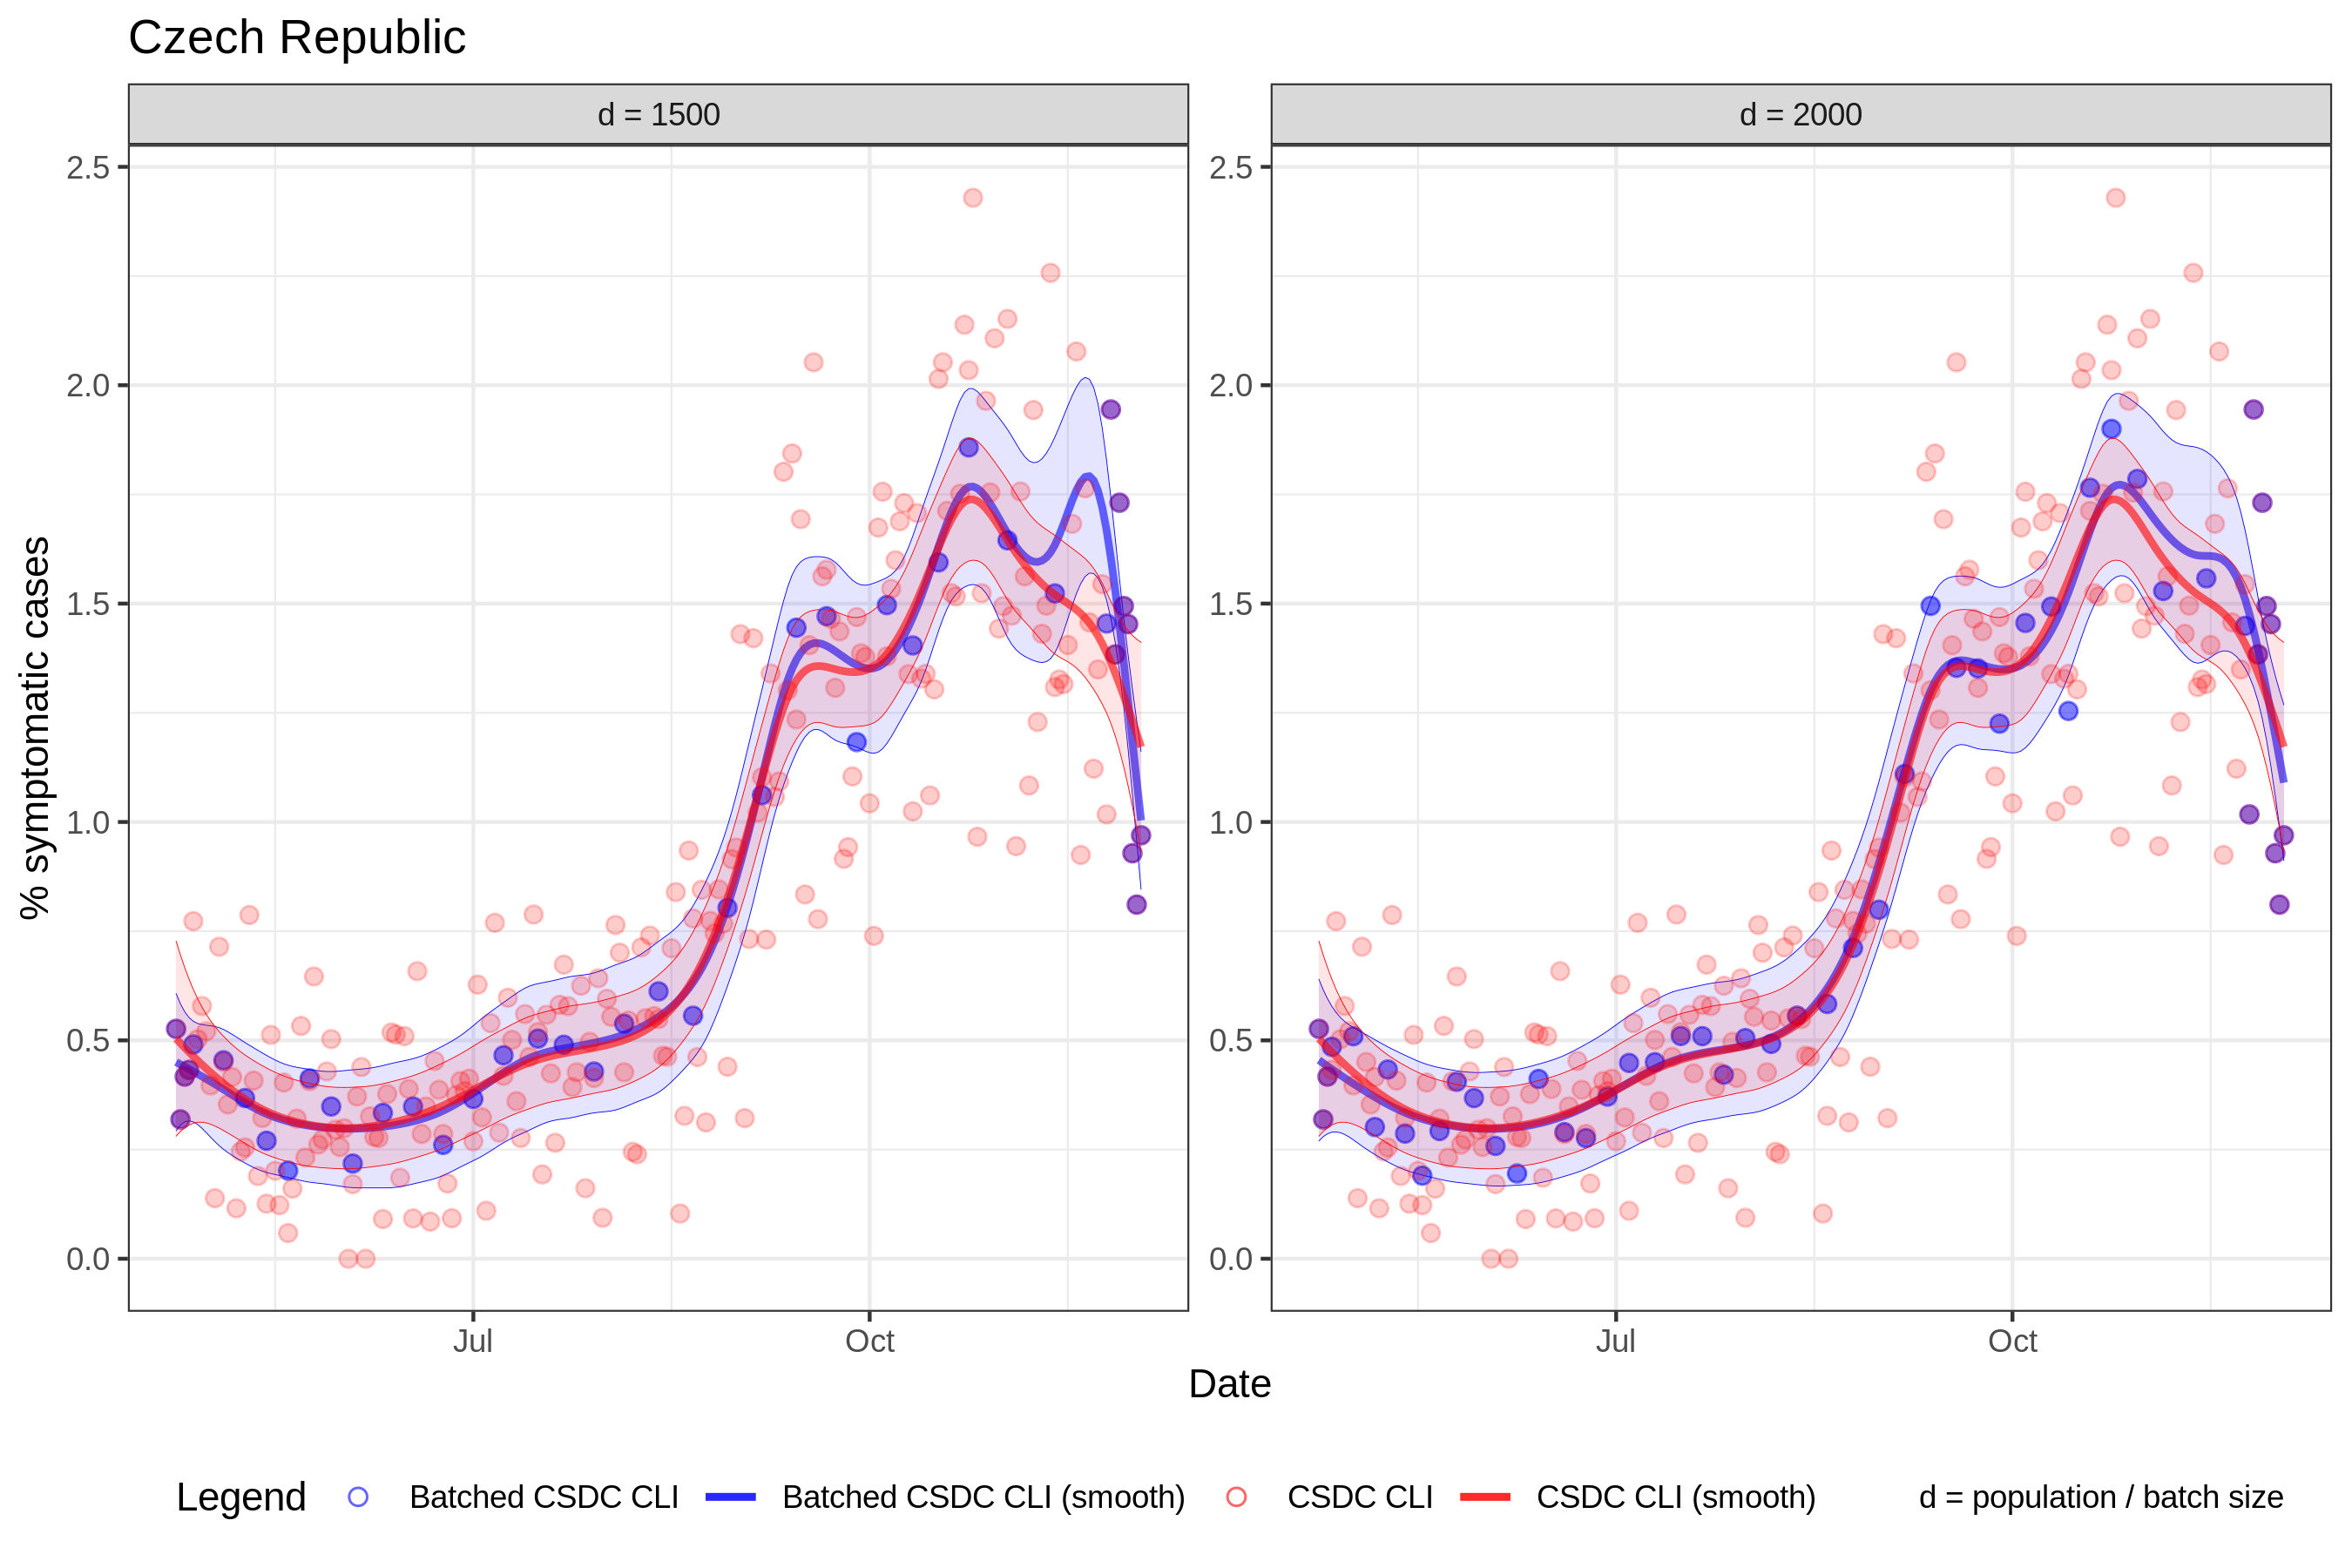 Czech Republic
d = 1500
d = 2000
2.5
2.0
1.5
1.0
0.5
0.0
2.5
2.0
1.5
1.0
0.5
0.0
% symptomatic cases
Jul
Oct
Jul
Oct
Date
Legend
Batched CSDC CLI
Batched CSDC CLI (smooth)
CSDC CLI
CSDC CLI (smooth)
d = population / batch size